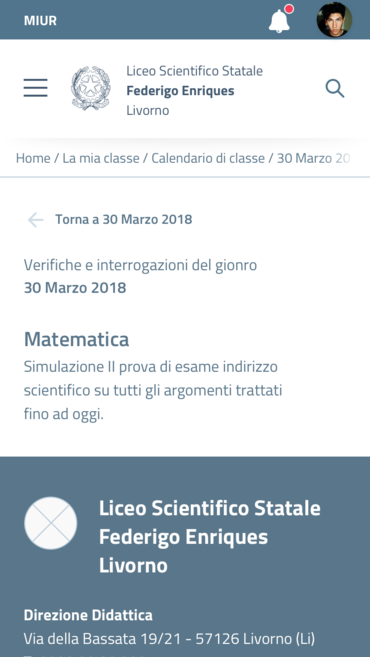 MIUR
Liceo Scientifico Statale
Federigo Enriques
Livorno
Home / La mia classe / Calendario di classe / 30 Marzo 20
Torna a 30 Marzo 2018
Verifiche e interrogazioni del gionro
30 Marzo 2018
Matematica
Simulazione II prova di esame indirizzo
scientifico su tutti gli argomenti trattati
fino ad oggi.
Liceo Scientifico Statale
Federigo Enriques
Livorno
Direzione Didattica
Via della Bassata 19/21 - 57126 Livorno (Li)